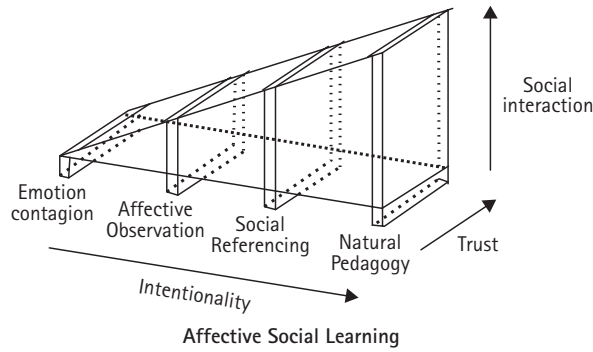 Social
interaction
Emotion
contagion
Affective
Observation
Social
Referencing
Natural
Pedagogy
Trust
Intentionality
Affective Social Learning